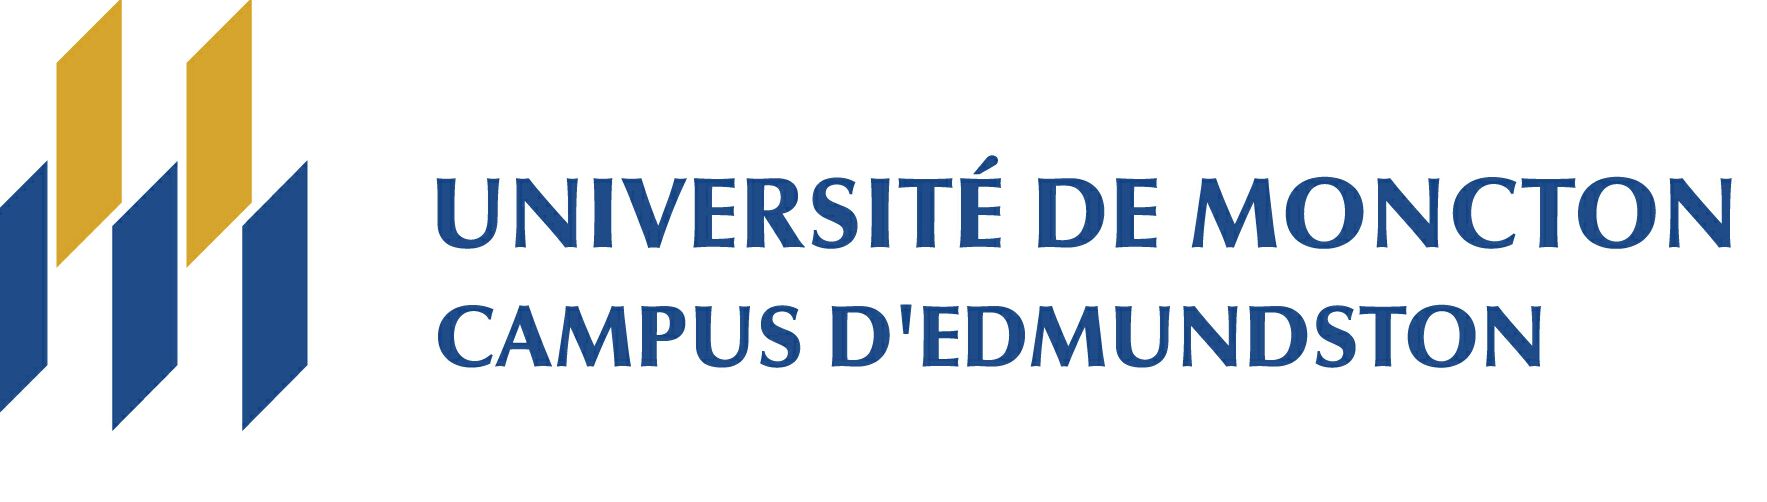 UNIVERSITÉ DE MONCTON
CAMPUS D'EDMUNDSTON